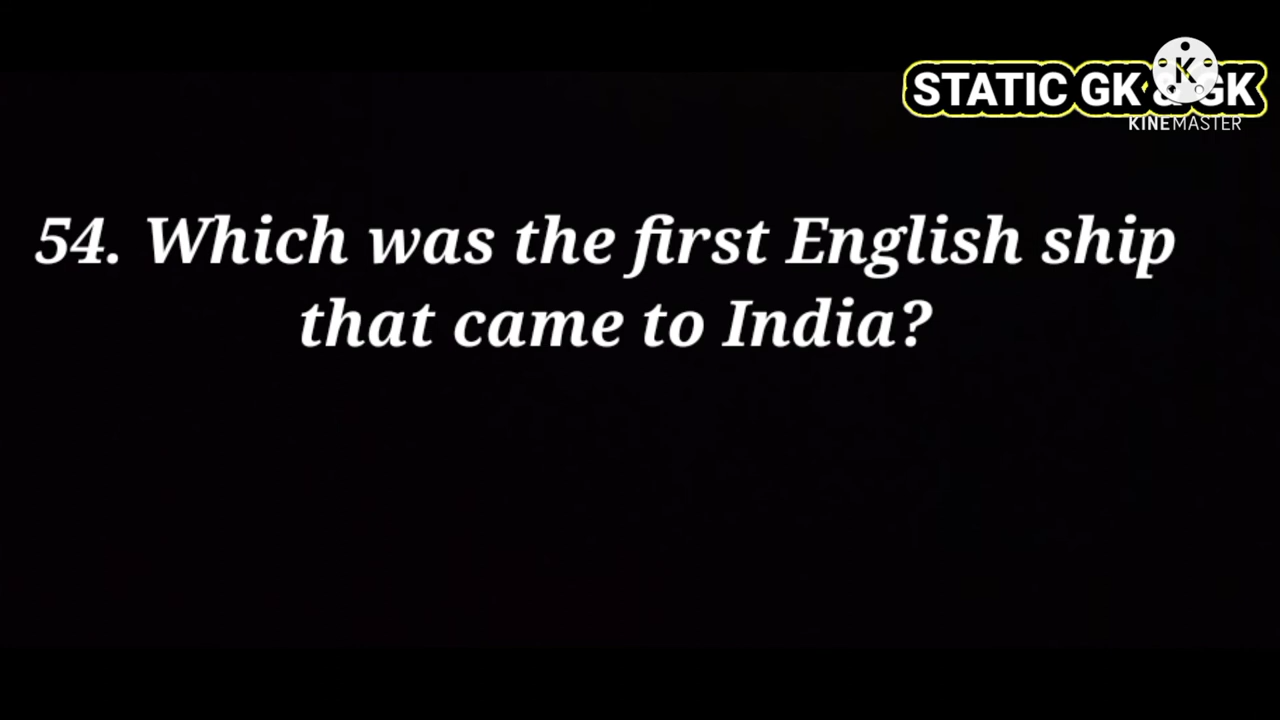 STATIC GK & GK
KINEMASTER
54. Which was the first English ship
that came to India?